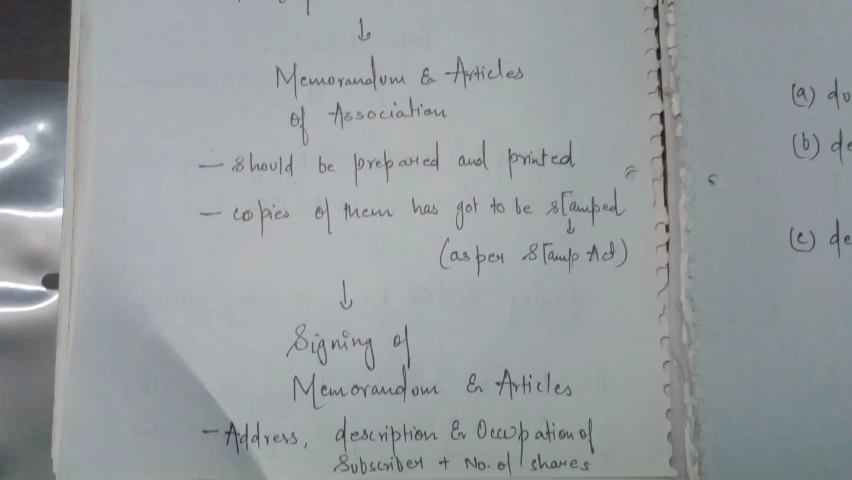 ↓
Memorandum & Articles
of Association
- should be prepared and printed
- copies of them has got to be stamped
↓
(as per Stamp Act)
↓
Signing of
Memorandum & Articles
- Address, description & Occupation of
Subscriber + No. of shares
(a)
(b)
(c)